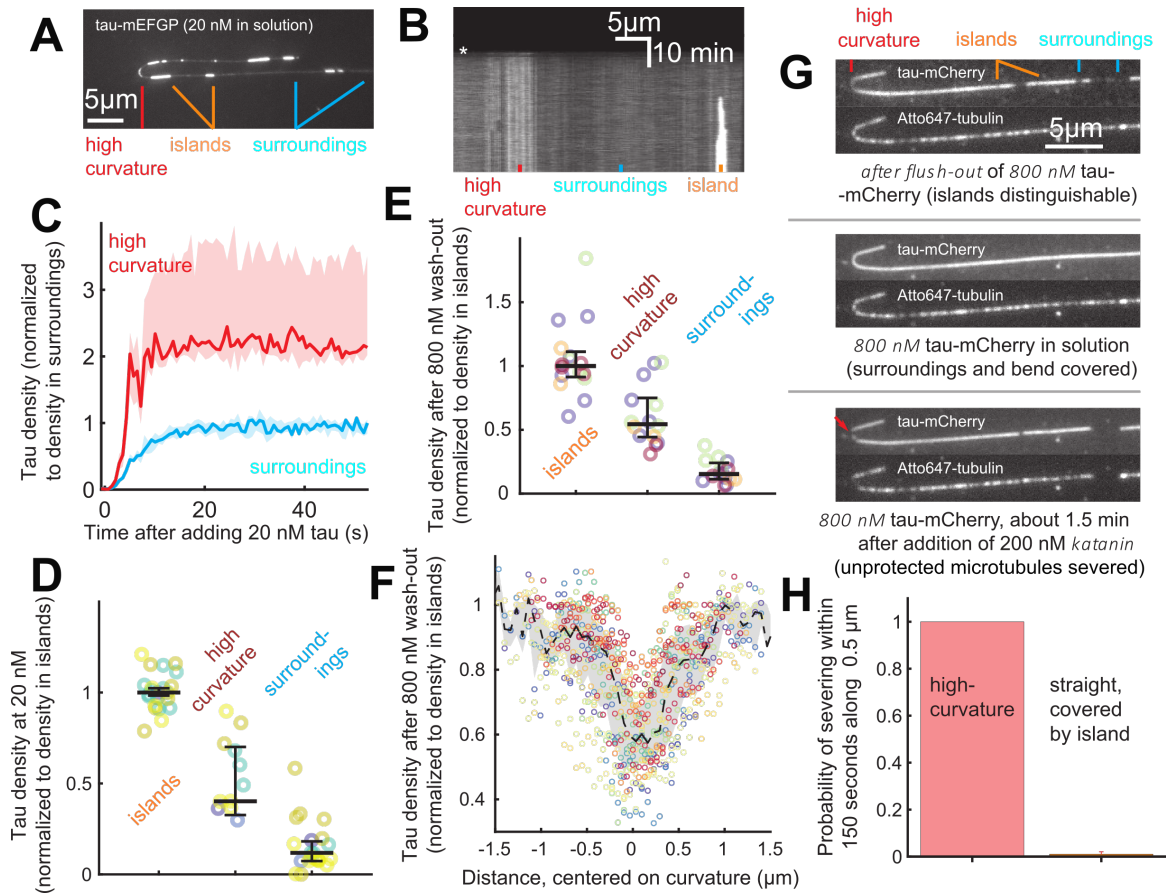 A
tau-mEFGP (20 nM in solution)
5µm
high
curvature
islands
surroundings
B
5µm
10 min
*
high
curvature
surroundings
island
C
Tau density (normalized
to density in surroundings)
high
curvature
surroundings
3
2
1
0
0
20
40
Time after adding 20 nM tau (s)
D
Tau density at 20 nM
(normalized to density in islands)
1
0.5
0
islands
high
curvature
surround-
ings
E
Tau density after 800 nM wash-out
(normalized to density in islands)
1.5
1
0.5
0
islands
high
curvature
surround-
ings
F
Tau density after 800 nM wash-out
(normalized to density in islands)
1
0.8
0.6
0.4
-1.5
-1
-0.5
0
0.5
1
1.5
Distance, centered on curvature (µm)
G
high
curvature
islands
surroundings
tau-mCherry
Atto647-tubulin
5µm
after flush-out of 800 nM tau-
-mCherry (islands distinguishable)
tau-mCherry
Atto647-tubulin
800 nM tau-mCherry in solution
(surroundings and bend covered)
tau-mCherry
Atto647-tubulin
800 nM tau-mCherry, about 1.5 min
after addition of 200 nM katanin
(unprotected microtubules severed)
H
Probability of severing within
150 seconds along 0.5 µm
1
0.8
0.6
0.4
0.2
0
high-
curvature
straight,
covered
by island